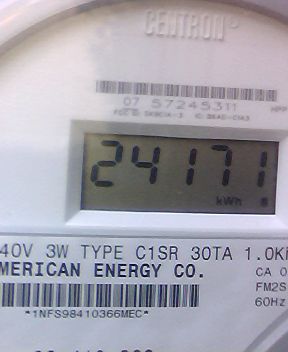 CENTRON®
07 57245311
24171
kWh
40V 3W TYPE C1SR 30TA 1.0K
MERICAN ENERGY CO.
CA 0
FM2S
60Hz
*1NFS98410366MEC*